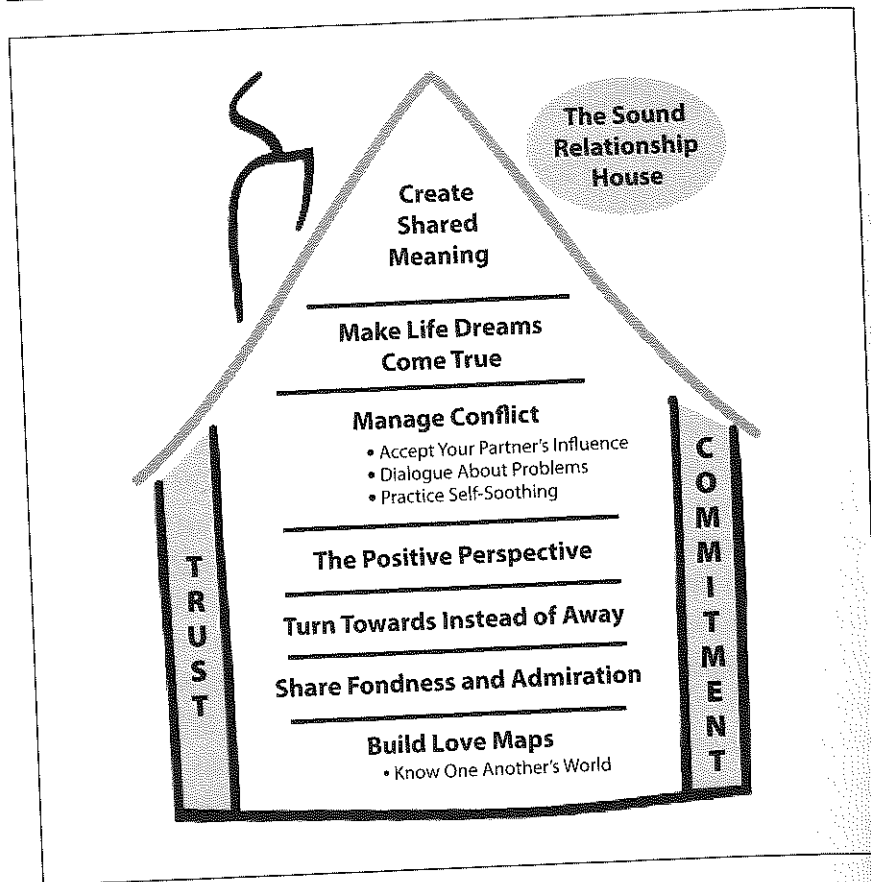 The Sound
Relationship
House
Create
Shared
Meaning
Make Life Dreams
Come True
Manage Conflict
• Accept Your Partner's Influence
• Dialogue About Problems
• Practice Self-Soothing
The Positive Perspective
Turn Towards Instead of Away
Share Fondness and Admiration
Build Love Maps
• Know One Another's World
TRUST
COMMITMENT